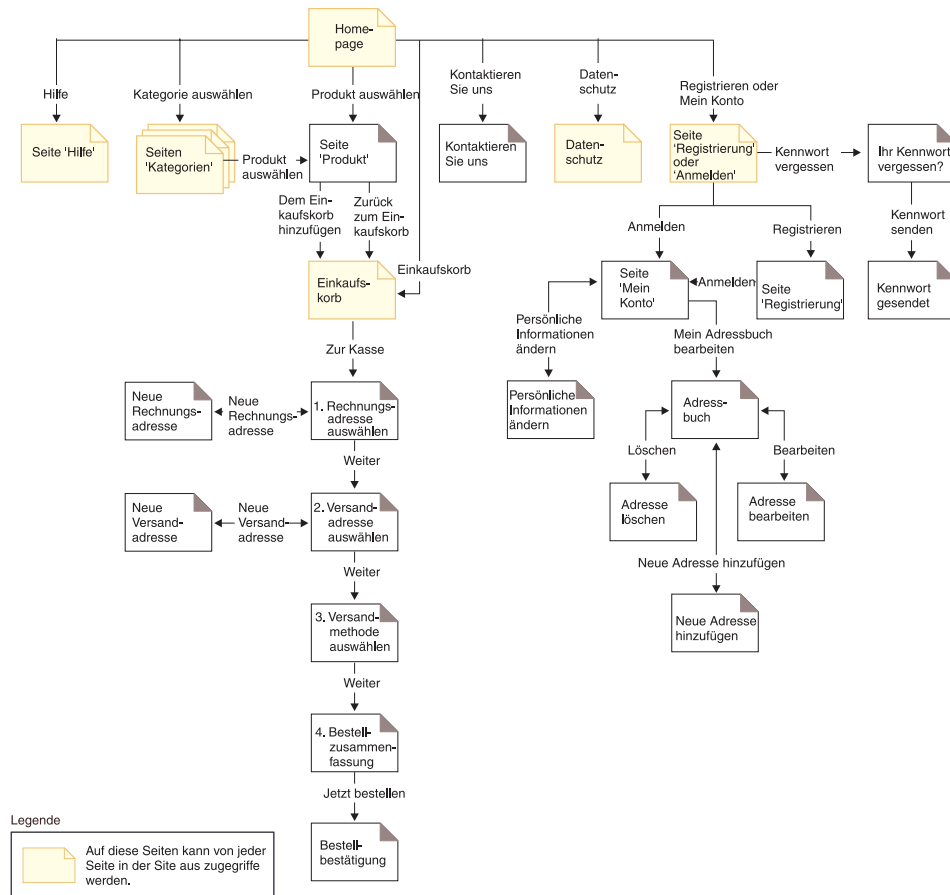 Home-
page
Hilfe
Kategorie auswählen
Produkt auswählen
Kontaktieren
Sie uns
Daten-
schutz
Registrieren oder
Mein Konto
Seite 'Hilfe'
Seiten
'Kategorien'
Produkt
auswählen
Seite
'Produkt'
Kontaktieren
Sie uns
Daten-
schutz
Seite
'Registrierung'
oder
'Anmelden'
Kennwort
vergessen
Ihr Kennwort
vergessen?
Dem Ein-
kaufskorb
hinzufügen
Zurück
zum Ein-
kaufskorb
Anmelden
Registrieren
Kennwort
senden
Einkaufs-
korb
Einkaufskorb
Seite 'Mein
Konto'
Anmelden
Seite
'Registrierung'
Kennwort
gesendet
Persönliche
Informationen
ändern
Mein Adressbuch
bearbeiten
Zur Kasse
Neue
Rechnungs-
adresse
Neue
Rechnungs-
adresse
1. Rechnungs-
adresse
auswählen
Persönliche
Informationen
ändern
Adress-
buch
Löschen
Bearbeiten
Weiter
Neue
Versand-
adresse
Neue
Versand-
adresse
2. Versand-
adresse
auswählen
Adresse
löschen
Adresse
bearbeiten
Weiter
Neue Adresse hinzufügen
3. Versand-
methode
auswählen
Neue Adresse
hinzufügen
Weiter
4. Bestell-
zusammen-
fassung
Jetzt bestellen
Bestell-
bestätigung
Legende
Auf diese Seiten kann von jeder
Seite in der Site aus zugegriffe
werden.